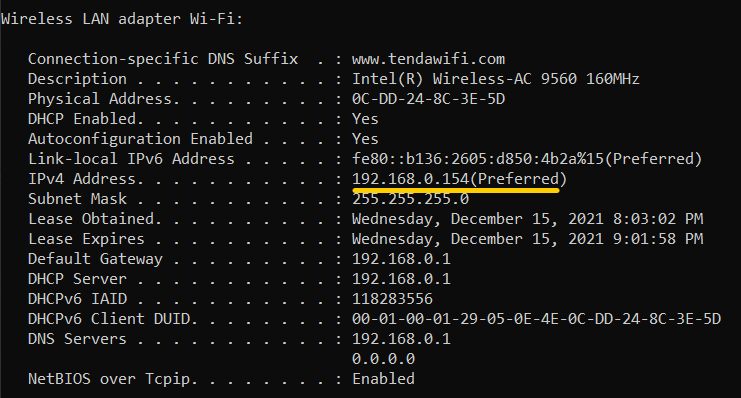 Wireless LAN adapter Wi-Fi:
Connection-specific DNS Suffix  . : www.tendawifi.com
Description . . . . . . . . . . . : Intel(R) Wireless-AC 9560 160MHz
Physical Address. . . . . . . . . : 0C-DD-24-8C-3E-5D
DHCP Enabled. . . . . . . . . . . : Yes
Autoconfiguration Enabled . . . . : Yes
Link-local IPv6 Address . . . . . : fe80::b136:2605:d850:4b2a%15(Preferred)
IPv4 Address. . . . . . . . . . . : 192.168.0.154(Preferred)
Subnet Mask . . . . . . . . . . . : 255.255.255.0
Lease Obtained. . . . . . . . . . : Wednesday, December 15, 2021 8:03:02 PM
Lease Expires . . . . . . . . . . : Wednesday, December 15, 2021 9:01:58 PM
Default Gateway . . . . . . . . . : 192.168.0.1
DHCP Server . . . . . . . . . . . : 192.168.0.1
DHCPv6 IAID . . . . . . . . . . . : 118283556
DHCPv6 Client DUID. . . . . . . . : 00-01-00-01-29-05-0E-4E-0C-DD-24-8C-3E-5D
DNS Servers . . . . . . . . . . . : 192.168.0.1
0.0.0.0
NetBIOS over Tcpip. . . . . . . . : Enabled